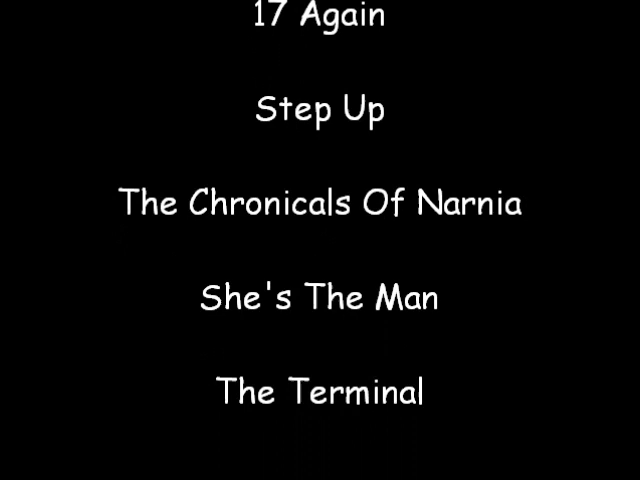 17 Again
Step Up
The Chronicals Of Narnia
She's The Man
The Terminal